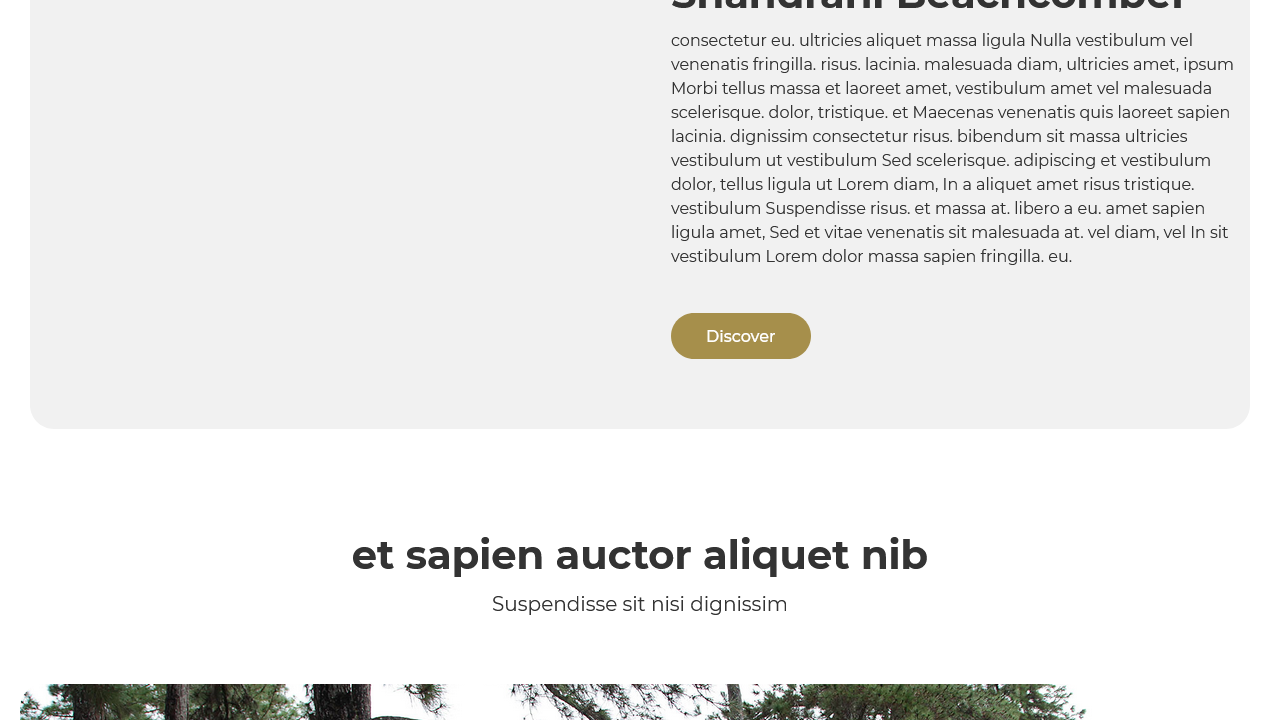 Shandrani Beachcomber
consectetur eu. ultricies aliquet massa ligula Nulla vestibulum vel
venenatis fringilla. risus. lacinia. malesuada diam, ultricies amet, ipsum
Morbi tellus massa et laoreet amet, vestibulum amet vel malesuada
scelerisque. dolor, tristique. et Maecenas venenatis quis laoreet sapien
lacinia. dignissim consectetur risus. bibendum sit massa ultricies
vestibulum ut vestibulum Sed scelerisque. adipiscing et vestibulum
dolor, tellus ligula ut Lorem diam, In a aliquet amet risus tristique.
vestibulum Suspendisse risus. et massa at. libero a eu. amet sapien
ligula amet, Sed et vitae venenatis sit malesuada at. vel diam, vel In sit
vestibulum Lorem dolor massa sapien fringilla. eu.
Discover
et sapien auctor aliquet nib
Suspendisse sit nisi dignissim